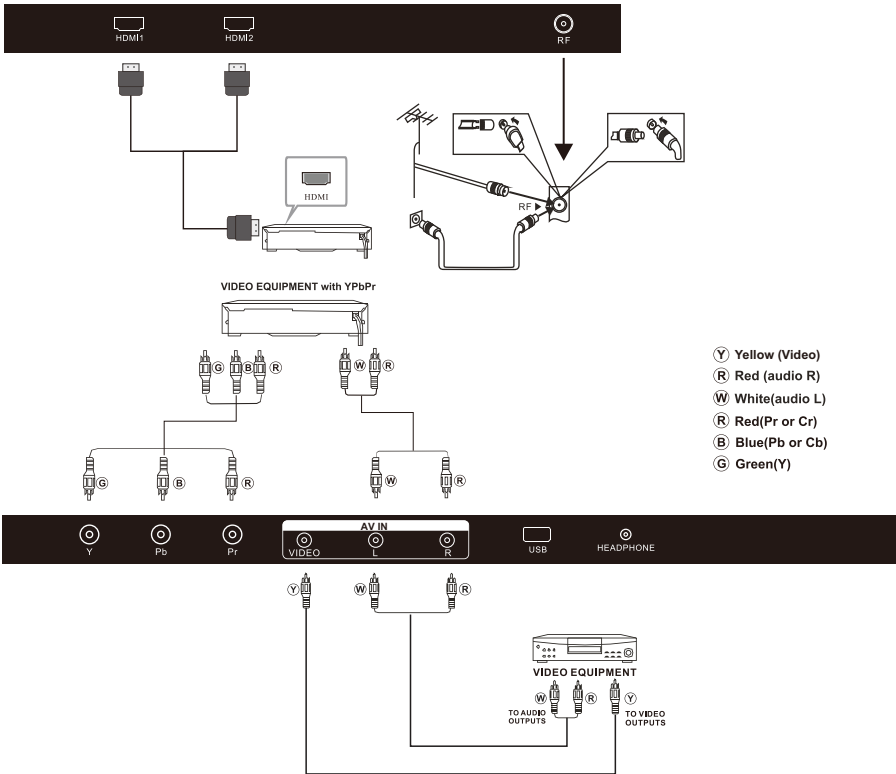 HDMI1
HDMI2
RF
HDMI
RF ▶
VIDEO EQUIPMENT with YPbPr
G B R
W R
Y Yellow (Video)
R Red (audio R)
W White(audio L)
R Red(Pr or Cr)
B Blue(Pb or Cb)
G Green(Y)
G B R
W R
Y
Pb
Pr
AV IN
VIDEO
L
R
USB
HEADPHONE
Y W R
VIDEO EQUIPMENT
W R Y
TO AUDIO
OUTPUTS
TO VIDEO
OUTPUTS